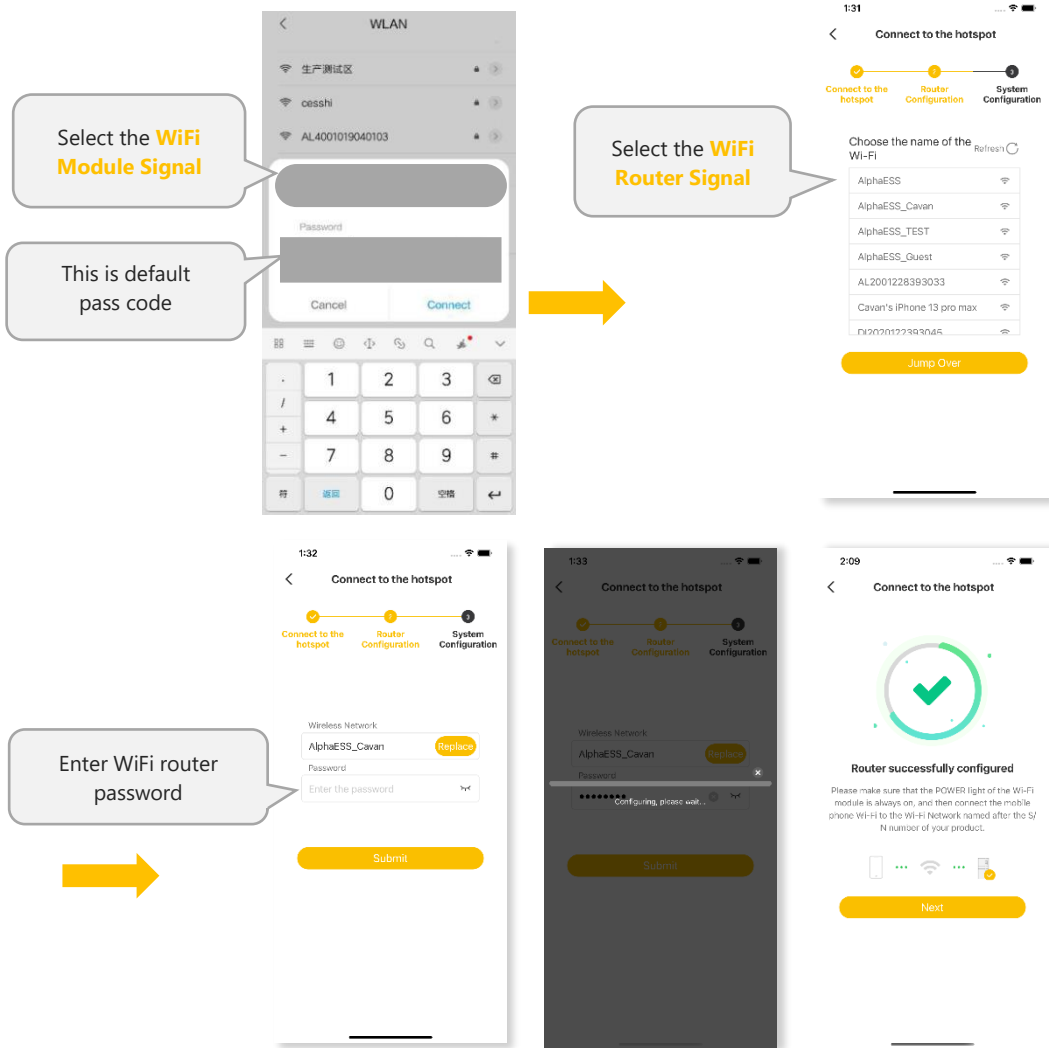 WLAN
生产测试区
cesshi
AL4001019040103
Select the WiFi
Module Signal
Password
This is default
pass code
Cancel
Connect
.
1
2
3
/
4
5
6
*
+
-
7
8
9
#
符
返回
0
空格
1:31
Connect to the hotspot
3
Connect to the
hotspot
Router
Configuration
System
Configuration
Select the WiFi
Router Signal
Choose the name of the
Wi-Fi
Refresh
AlphaESS
AlphaESS_Cavan
AlphaESS_TEST
AlphaESS_Guest
AL2001228393033
Cavan's iPhone 13 pro max
DI2020122393045
Jump Over
1:32
Connect to the hotspot
2
3
Connect to the
hotspot
Router
Configuration
System
Configuration
Enter WiFi router
password
Wireless Network
AlphaESS_Cavan
Replace
Password
Enter the password
Submit
1:33
Connect to the hotspot
2
3
Connect to the
hotspot
Router
Configuration
System
Configuration
Wireless Network
AlphaESS_Cavan
Replace
Password
Configuring, please wait...
Submit
2:09
Connect to the hotspot
Router successfully configured
Please make sure that the POWER light of the Wi-Fi
module is always on, and then connect the mobile
phone Wi-Fi to the Wi-Fi Network named after the S/
N number of your product.
Next